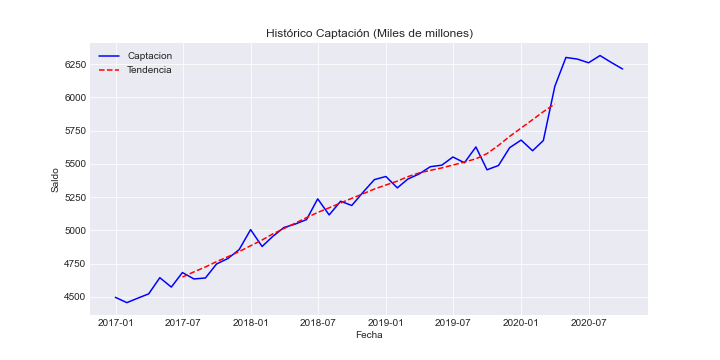 Histórico Captación (Miles de millones)
Captacion
Tendencia
6250
6000
5750
5500
5250
5000
4750
4500
Saldo
2017-01 2017-07 2018-01 2018-07 2019-01 2019-07 2020-01 2020-07
Fecha